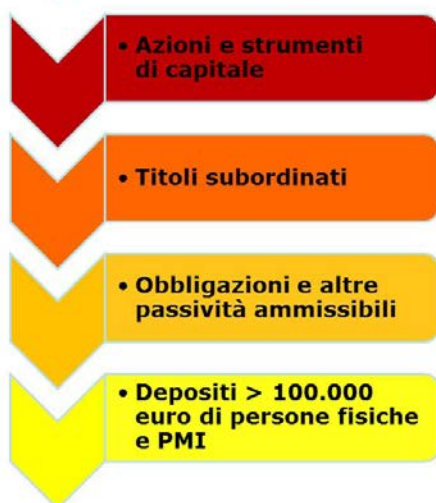 • Azioni e strumenti
di capitale
• Titoli subordinati
• Obbligazioni e altre
passività ammissibili
• Depositi > 100.000
euro di persone fisiche
e PMI